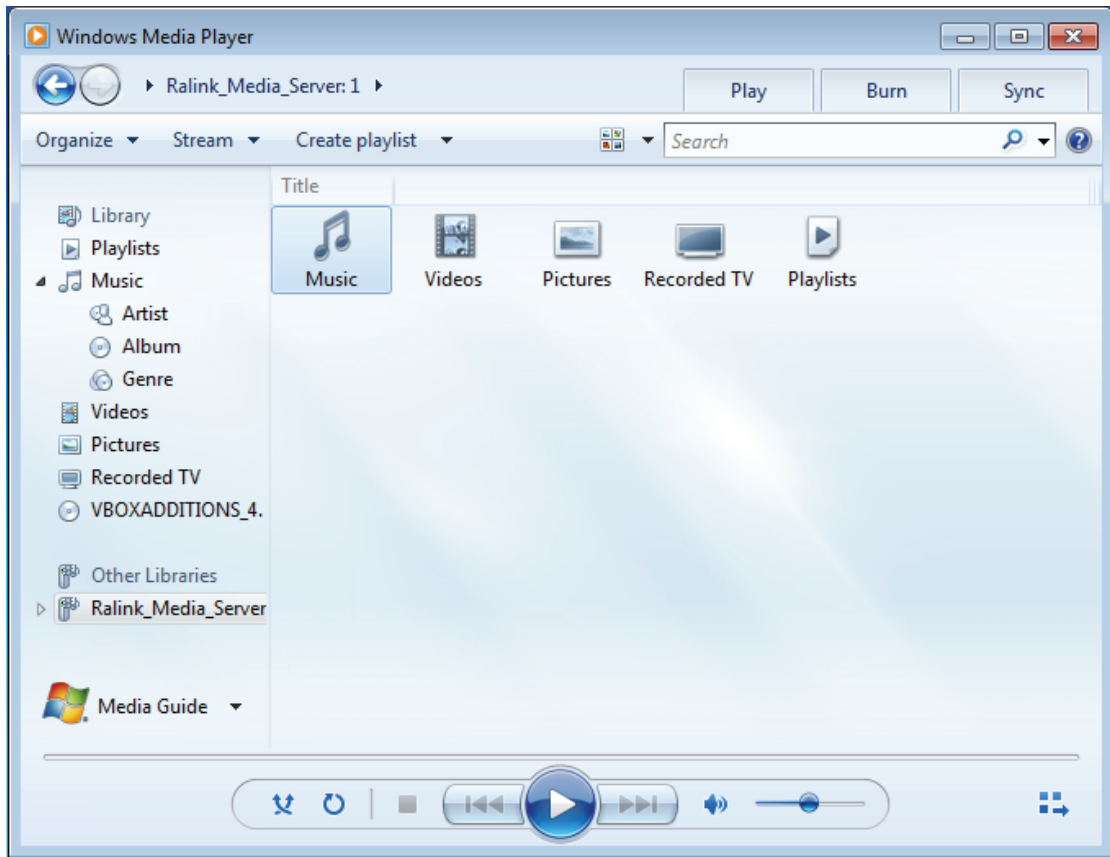 Windows Media Player
Ralink_Media_Server: 1
Play Burn Sync
Organize Stream Create playlist Search
Title
Library
Playlists
Music
Artist
Album
Genre
Videos
Pictures
Recorded TV
VBOXADDITIONS_4.
Other Libraries
Ralink_Media_Server
Media Guide
Music Videos Pictures Recorded TV Playlists